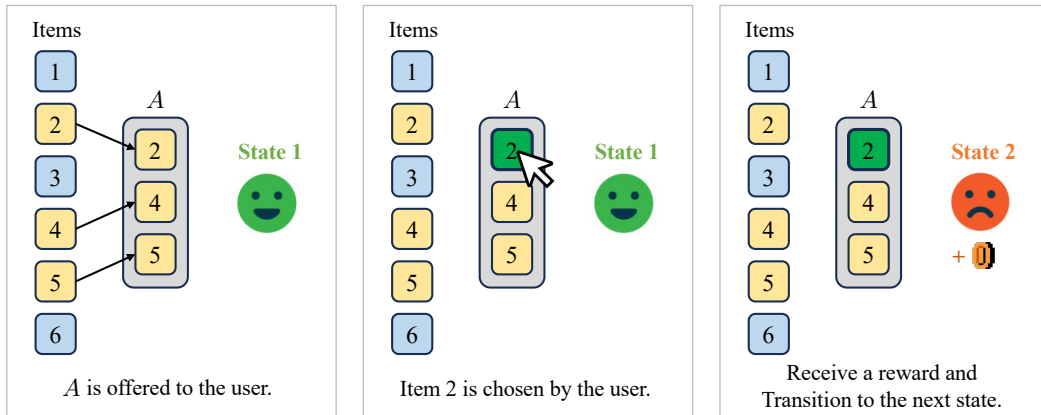 Items
1
2
3
4
5
6
A
2
4
5
State 1
A is offered to the user.
Items
1
2
3
4
5
6
A
2
4
5
State 1
Item 2 is chosen by the user.
Items
1
2
3
4
5
6
A
2
4
5
State 2
+
Receive a reward and
Transition to the next state.